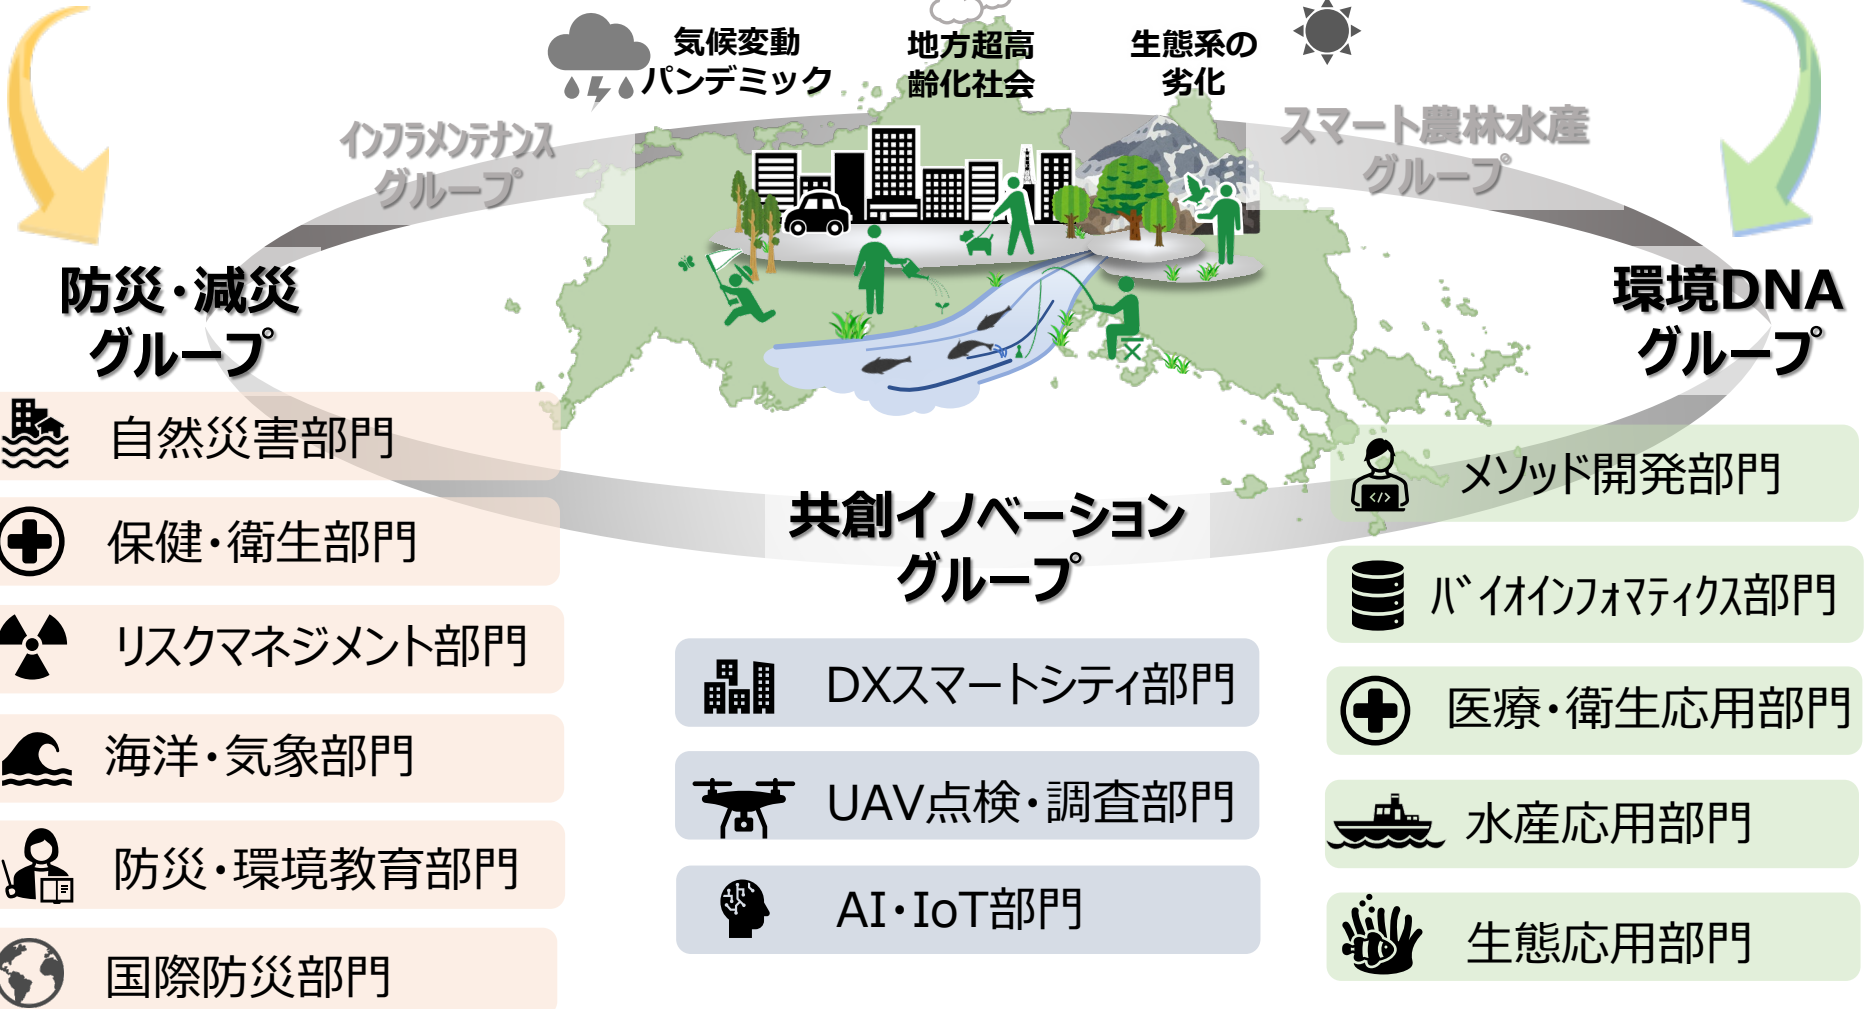 気候変動
パンデミック
地方超高
齢化社会
生態系の
劣化
インフラメンテナンス
グループ
スマート農林水産
グループ
防災・減災
グループ
環境DNA
グループ
自然災害部門
保健・衛生部門
リスクマネジメント部門
海洋・気象部門
防災・環境教育部門
国際防災部門
共創イノベーション
グループ
DXスマートシティ部門
UAV点検・調査部門
AI・IoT部門
メソッド開発部門
</>
バイオインフォマティクス部門
医療・衛生応用部門
水産応用部門
生態応用部門